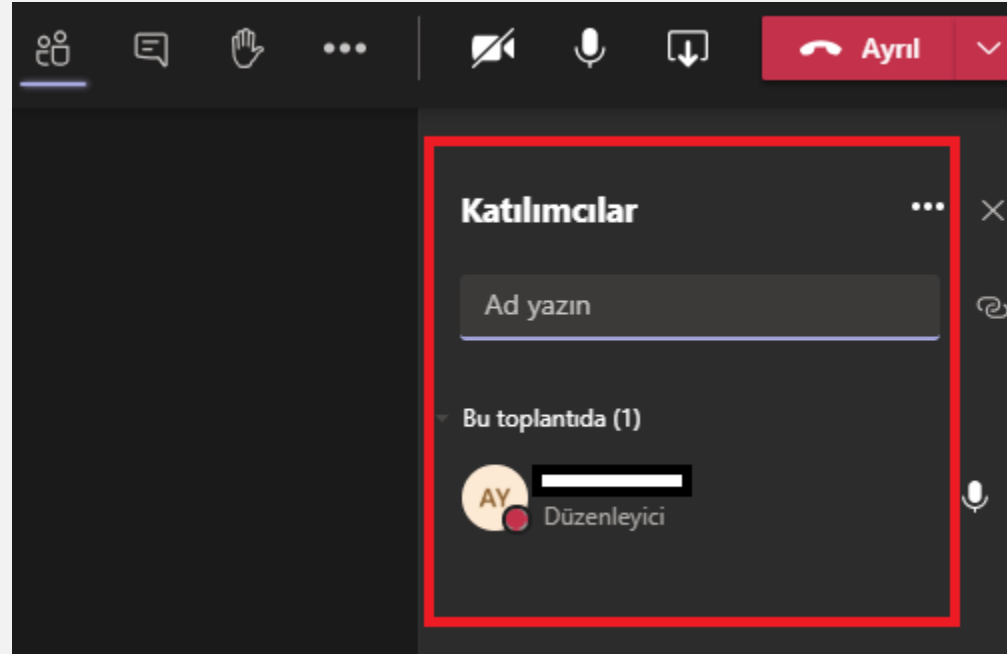 Ayrıl
Katılımcılar
Ad yazın
Bu toplantıda (1)
AY
Düzenleyici